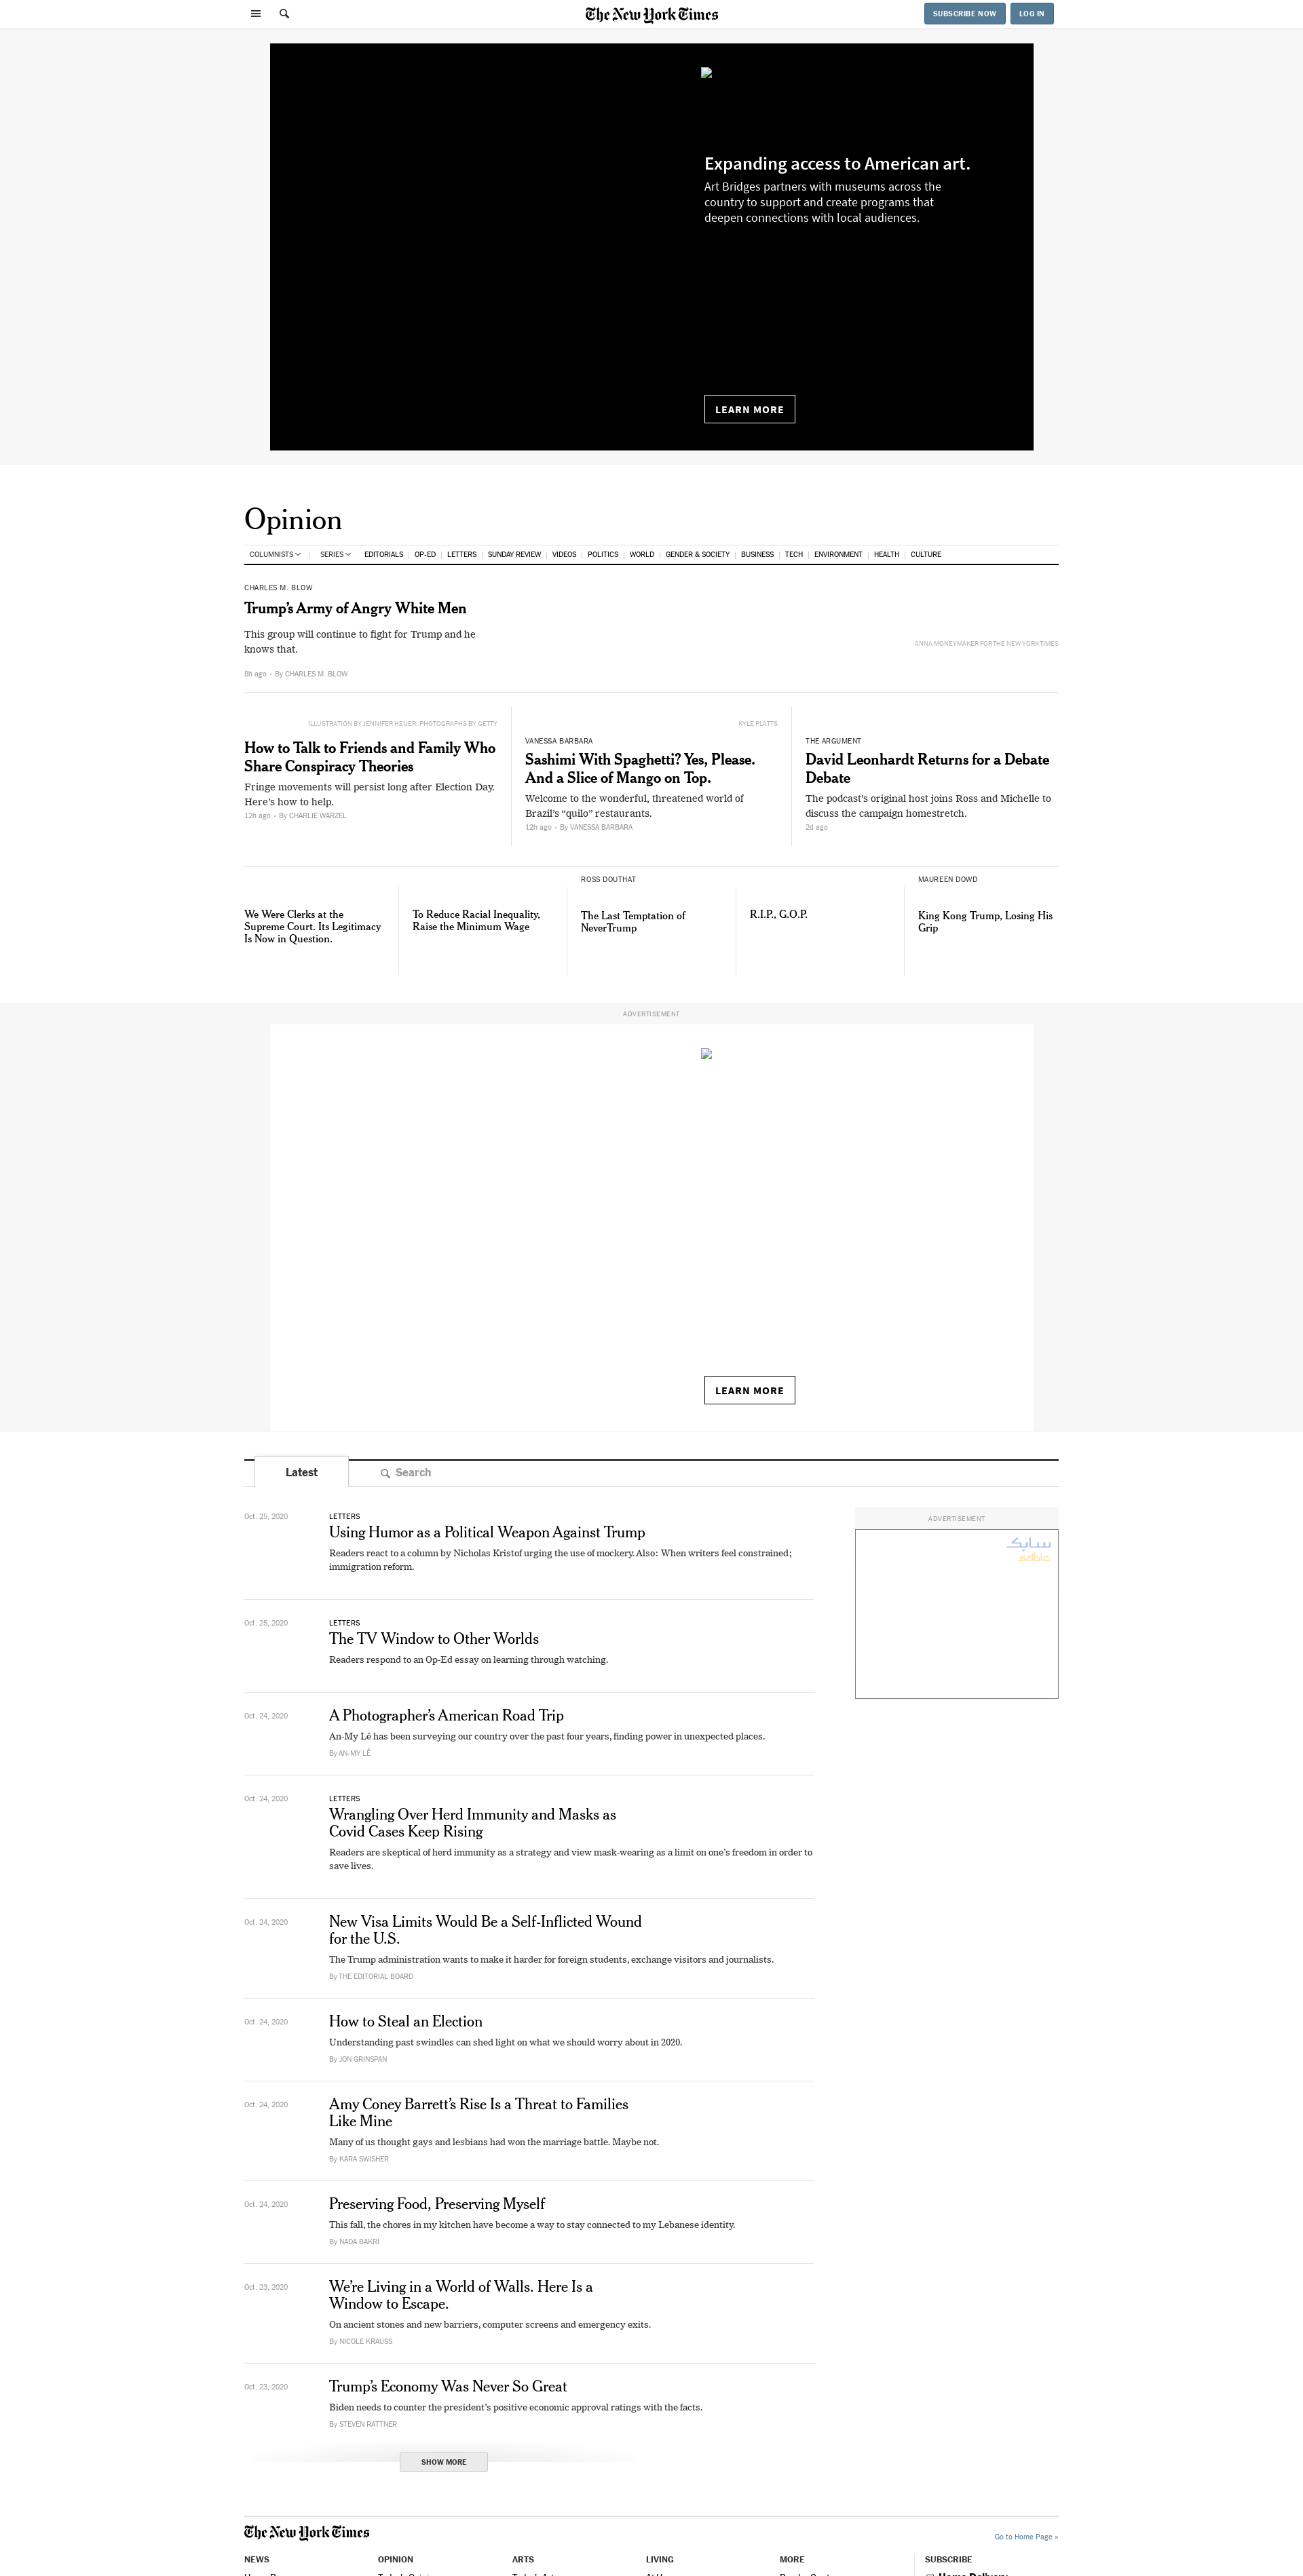 The New York Times
SUBSCRIBE NOW
LOG IN
Expanding access to American art.
Art Bridges partners with museums across the
country to support and create programs that
deepen connections with local audiences.
LEARN MORE
Opinion
COLUMNISTS | SERIES EDITORIALS | OP-ED | LETTERS | SUNDAY REVIEW | VIDEOS | POLITICS | WORLD | GENDER & SOCIETY | BUSINESS | TECH | ENVIRONMENT | HEALTH | CULTURE
CHARLES M. BLOW
Trump’s Army of Angry White Men
This group will continue to fight for Trump and he
knows that.
8h ago • By CHARLES M. BLOW
ANNA MONEYMAKER FOR THE NEW YORK TIMES
ILLUSTRATION BY JENNIFER HEUER; PHOTOGRAPHS BY GETTY
How to Talk to Friends and Family Who
Share Conspiracy Theories
Fringe movements will persist long after Election Day.
Here’s how to help.
12h ago • By CHARLIE WARZEL
KYLE PLATTS
VANESSA BARBARA
Sashimi With Spaghetti? Yes, Please.
And a Slice of Mango on Top.
Welcome to the wonderful, threatened world of
Brazil’s “quilo” restaurants.
12h ago • By VANESSA BARBARA
THE ARGUMENT
David Leonhardt Returns for a Debate
Debate
The podcast’s original host joins Ross and Michelle to
discuss the campaign homestretch.
2d ago
We Were Clerks at the
Supreme Court. Its Legitimacy
Is Now in Question.
To Reduce Racial Inequality,
Raise the Minimum Wage
ROSS DOUTHAT
The Last Temptation of
NeverTrump
R.I.P., G.O.P.
MAUREEN DOWD
King Kong Trump, Losing His
Grip
ADVERTISEMENT
LEARN MORE
Latest
Search
Oct. 25, 2020
LETTERS
Using Humor as a Political Weapon Against Trump
Readers react to a column by Nicholas Kristof urging the use of mockery. Also: When writers feel constrained;
immigration reform.
ADVERTISEMENT
سابك
sabic
Oct. 25, 2020
LETTERS
The TV Window to Other Worlds
Readers respond to an Op-Ed essay on learning through watching.
Oct. 24, 2020
A Photographer’s American Road Trip
An-My Lê has been surveying our country over the past four years, finding power in unexpected places.
By AN-MY LÊ
Oct. 24, 2020
LETTERS
Wrangling Over Herd Immunity and Masks as
Covid Cases Keep Rising
Readers are skeptical of herd immunity as a strategy and view mask-wearing as a limit on one’s freedom in order to
save lives.
Oct. 24, 2020
New Visa Limits Would Be a Self-Inflicted Wound
for the U.S.
The Trump administration wants to make it harder for foreign students, exchange visitors and journalists.
By THE EDITORIAL BOARD
Oct. 24, 2020
How to Steal an Election
Understanding past swindles can shed light on what we should worry about in 2020.
By JON GRINSPAN
Oct. 24, 2020
Amy Coney Barrett’s Rise Is a Threat to Families
Like Mine
Many of us thought gays and lesbians had won the marriage battle. Maybe not.
By KARA SWISHER
Oct. 24, 2020
Preserving Food, Preserving Myself
This fall, the chores in my kitchen have become a way to stay connected to my Lebanese identity.
By NADA BAKRI
Oct. 23, 2020
We’re Living in a World of Walls. Here Is a
Window to Escape.
On ancient stones and new barriers, computer screens and emergency exits.
By NICOLE KRAUSS
Oct. 23, 2020
Trump’s Economy Was Never So Great
Biden needs to counter the president’s positive economic approval ratings with the facts.
By STEVEN RATTNER
SHOW MORE
The New York Times
Go to Home Page »
NEWS
OPINION
ARTS
LIVING
MORE
SUBSCRIBE